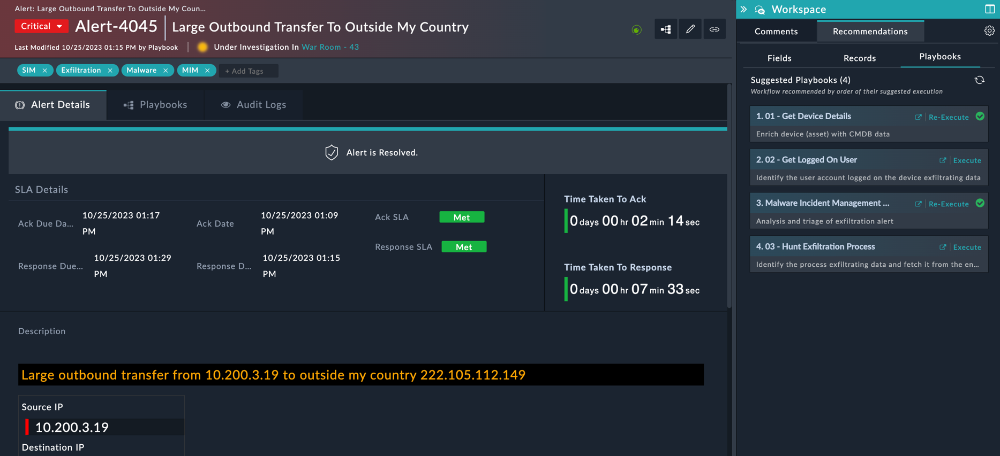 Alert: Large Outbound Transfer To Outside My Coun...
Critical
Alert-4045
Large Outbound Transfer To Outside My Country
Last Modified 10/25/2023 01:15 PM by Playbook
Under Investigation In War Room - 43
SIM × Exfiltration × Malware × MIM × + Add Tags
Alert Details Playbooks Audit Logs
Alert is Resolved.
SLA Details
Ack Due Da... 10/25/2023 01:17
PM
Ack Date 10/25/2023 01:09
PM
Ack SLA Met
Response SLA Met
Response Due... 10/25/2023 01:29
PM
Response D... 10/25/2023 01:15
PM
Time Taken To Ack
0 days 00 hr 02 min 14 sec
Time Taken To Response
0 days 00 hr 07 min 33 sec
Description
Large outbound transfer from 10.200.3.19 to outside my country 222.105.112.149
Source IP
10.200.3.19
Destination IP
Workspace
Comments Recommendations
Fields Records Playbooks
Suggested Playbooks (4)
Workflow recommended by order of their suggested execution
1. 01 - Get Device Details Re-Execute
Enrich device (asset) with CMDB data
2. 02 - Get Logged On User Execute
Identify the user account logged on the device exfiltrating data
3. Malware Incident Management ... Re-Execute
Analysis and triage of exfiltration alert
4. 03 - Hunt Exfiltration Process Execute
Identify the process exfiltrating data and fetch it from the en...